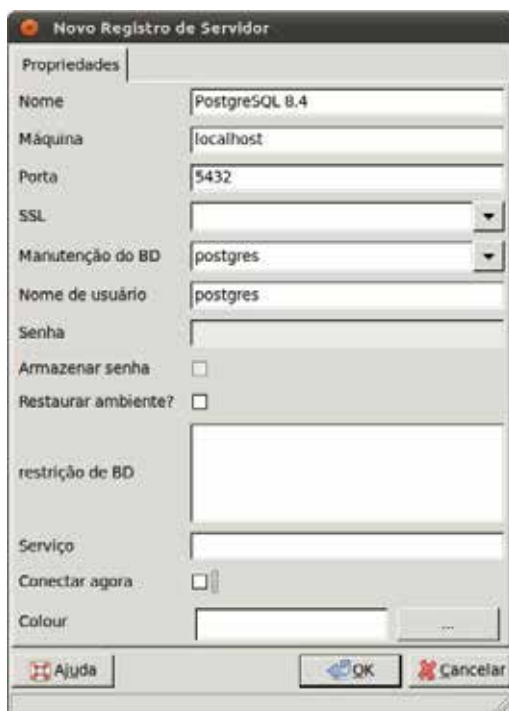 Novo Registro de Servidor
Propriedades
Nome PostgreSQL 8.4
Máquina localhost
Porta 5432
SSL
Manutenção do BD postgres
Nome de usuário postgres
Senha
Armazenar senha
Restaurar ambiente?
restrição de BD
Serviço
Conectar agora
Colour ...
Ajuda OK Cancelar